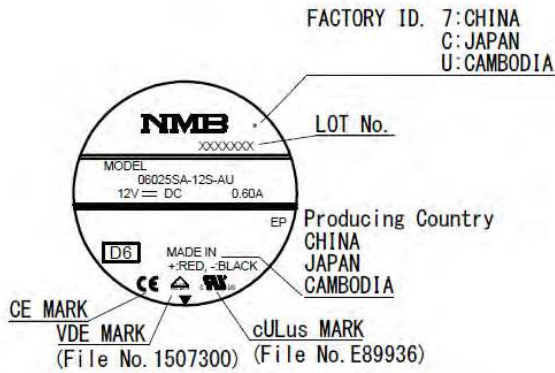 FACTORY ID. 7:CHINA
C:JAPAN
U:CAMBODIA
NMB *
LOT No.
XXXXXXX
MODEL
06025SA-12S-AU
12V ⎓ DC 0.60A
EP
Producing Country
CHINA
JAPAN
CAMBODIA
D6
MADE IN
+:RED, -:BLACK
CE
CE MARK
VDE MARK
(File No.1507300)
cULus MARK
(File No.E89936)